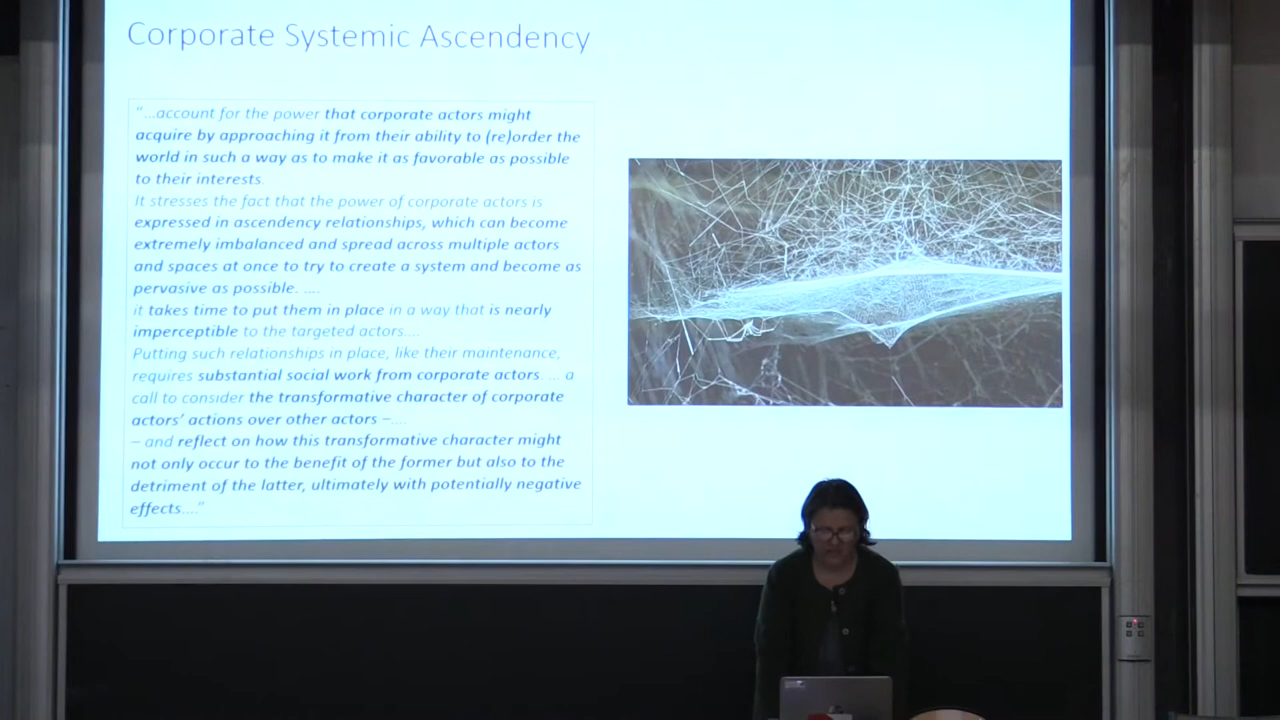 Corporate Systemic Ascendency
"...account for the power that corporate actors might
acquire by approaching it from their ability to (re)order the
world in such a way as to make it as favorable as possible
to their interests.
It stresses the fact that the power of corporate actors is
expressed in ascendency relationships, which can become
extremely imbalanced and spread across multiple actors
and spaces at once to try to create a system and become as
pervasive as possible. ....
it takes time to put them in place in a way that is nearly
imperceptible to the targeted actors....
Putting such relationships in place, like their maintenance,
requires substantial social work from corporate actors. ... a
call to consider the transformative character of corporate
actors' actions over other actors –....
– and reflect on how this transformative character might
not only occur to the benefit of the former but also to the
detriment of the latter, ultimately with potentially negative
effects...."